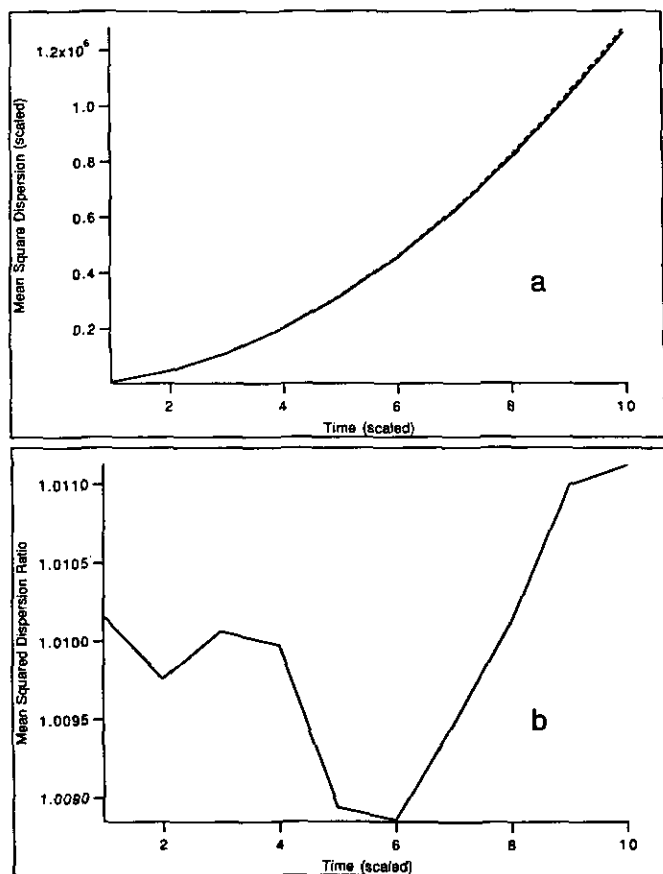 Mean Square Dispersion (scaled)
1.2x10⁶
1.0
0.8
0.6
0.4
0.2
a
2 4 6 8 10
Time (scaled)
Mean Squared Dispersion Ratio
1.0110
1.0105
1.0100
1.0095
1.0090
b
2 4 6 8 10
Time (scaled)